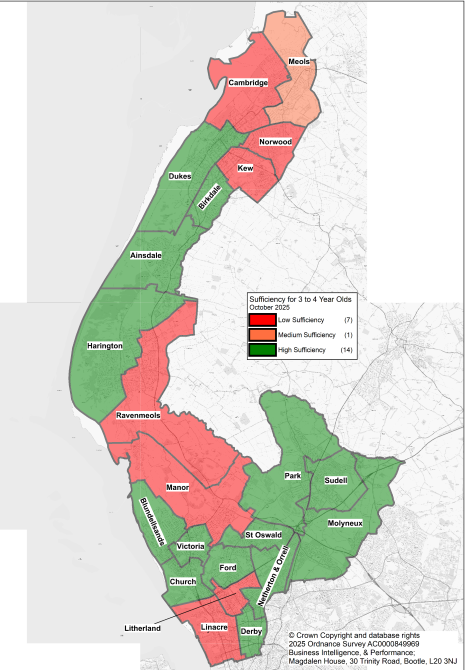 Meols
Cambridge
Norwood
Kew
Dukes
Birkdale
Ainsdale
Sufficiency for 3 to 4 Year Olds
October 2025
Low Sufficiency (7)
Medium Sufficiency (1)
High Sufficiency (14)
Harington
Ravenmeols
Park
Sudell
Manor
Blundellsands
Molyneux
St Oswald
Victoria
Ford
Netherton & Orrell
Church
Litherland
Linacre
Derby
© Crown Copyright and database rights
2025 Ordnance Survey AC0000849969
Business Intelligence, & Performance;
Magdalen House, 30 Trinity Road, Bootle, L20 3NJ